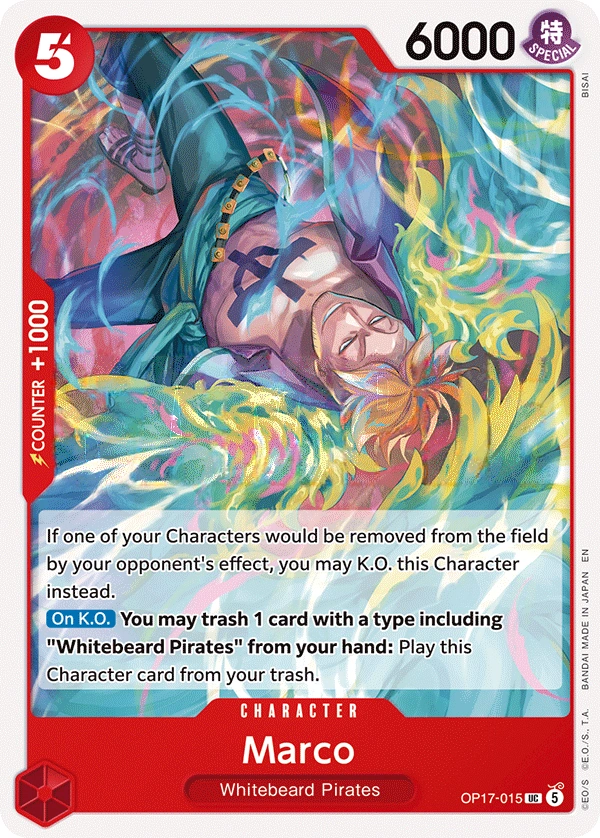 5
6000
特
SPECIAL
BISAI
COUNTER +1000
If one of your Characters would be removed from the field
by your opponent's effect, you may K.O. this Character
instead.
On K.O. You may trash 1 card with a type including
"Whitebeard Pirates" from your hand: Play this
Character card from your trash.
CHARACTER
Marco
Whitebeard Pirates
OP17-015 UC 5
©EO/S ©E.O./S., T.A. BANDAI MADE IN JAPAN EN